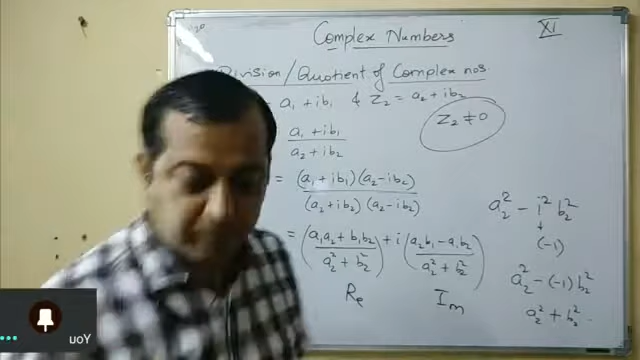 Complex Numbers XI
Division/Quotient of Complex nos.
= a₁ + ib₁ & Z₂ = a₂ + ib₂
Z₂ ≠ 0
a₁ + ib₁
a₂ + ib₂
= (a₁ + ib₁)(a₂ - ib₂)
(a₂ + ib₂)(a₂ - ib₂)
= (a₁a₂ + b₁b₂) + i (a₂b₁ - a₁b₂)
a₂² + b₂² a₂² + b₂²
Re Im
a₂² - i² b₂²
(-1)
a₂² - (-1) b₂²
a₂² + b₂²
uoY